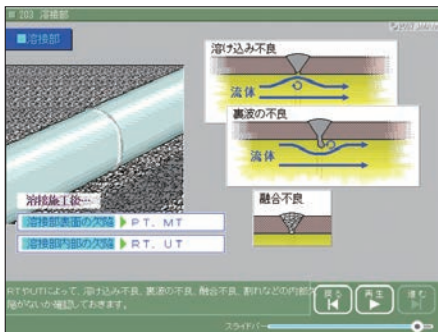 203 溶接部
■溶接部
溶け込み不良
流体
裏波の不良
流体
融合不良
溶接施工後…
溶接部表面の欠陥 ▶ PT. MT
溶接部内部の欠陥 ▶ RT. UT
RTやUTによって、溶け込み不良、裏波の不良、融合不良、割れなどの内部欠
陥がないか確認しておきます。
戻る
再生
進む
スライドバー